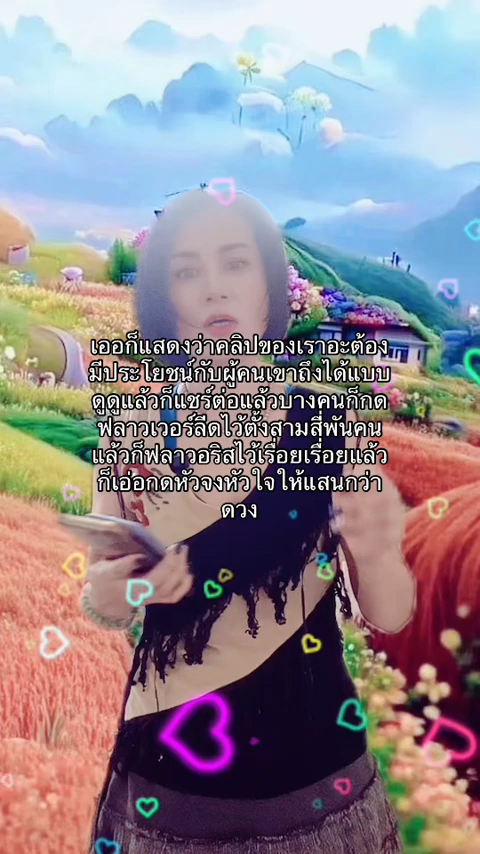 เออก็แสดงว่าคลิปของเราอะต้อง
มีประโยชน์กับผู้คนเขาถึงได้แบบ
ดูดูแล้วก็แชร์ต่อแล้วบางคนก็กด
ฟลาวเวอร์ลีดไว้ตั้งสามสี่พันคน
แล้วก็ฟลาวอริสไว้เรื่อยเรื่อยแล้ว
ก็เอ่อกดหัวจงหัวใจให้แสนกว่า
ดวง